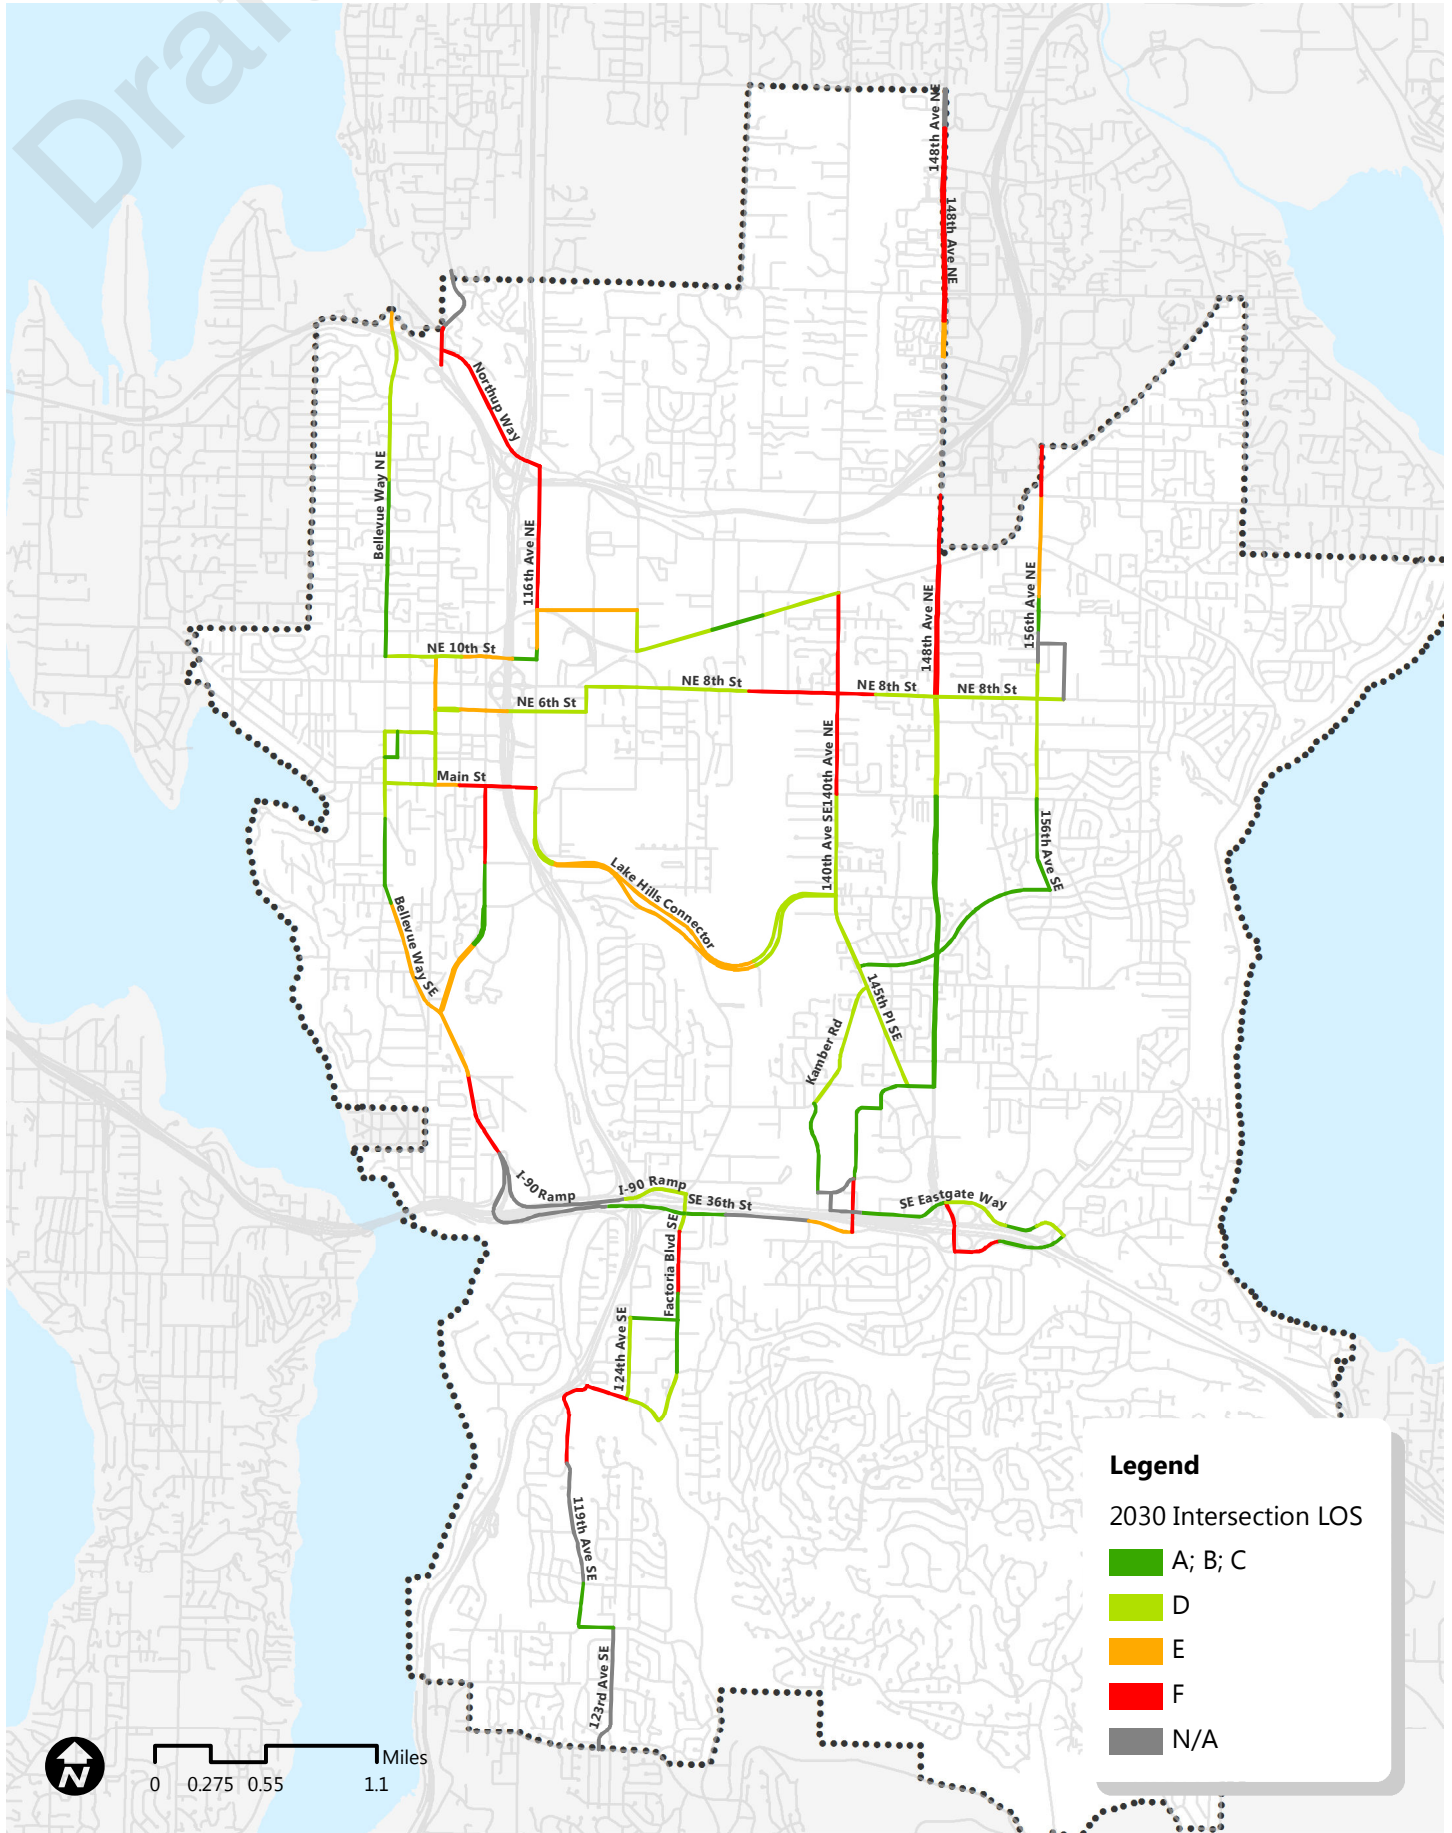 Dra
148th Ave NE
148th Ave NE
Northup Way
Bellevue Way NE
116th Ave NE
156th Ave NE
148th Ave NE
NE 10th St
NE 8th St
NE 8th St
NE 8th St
NE 6th St
140th Ave NE
Main St
140th Ave SE
156th Ave SE
Lake Hills Connector
Bellevue Way SE
145th Pl SE
Kamber Rd
I-90 Ramp
I-90 Ramp
SE 36th St
SE Eastgate Way
Factoria Blvd SE
124th Ave SE
119th Ave SE
123rd Ave SE
Legend
2030 Intersection LOS
A; B; C
D
E
F
N/A
N
Miles
0 0.275 0.55 1.1